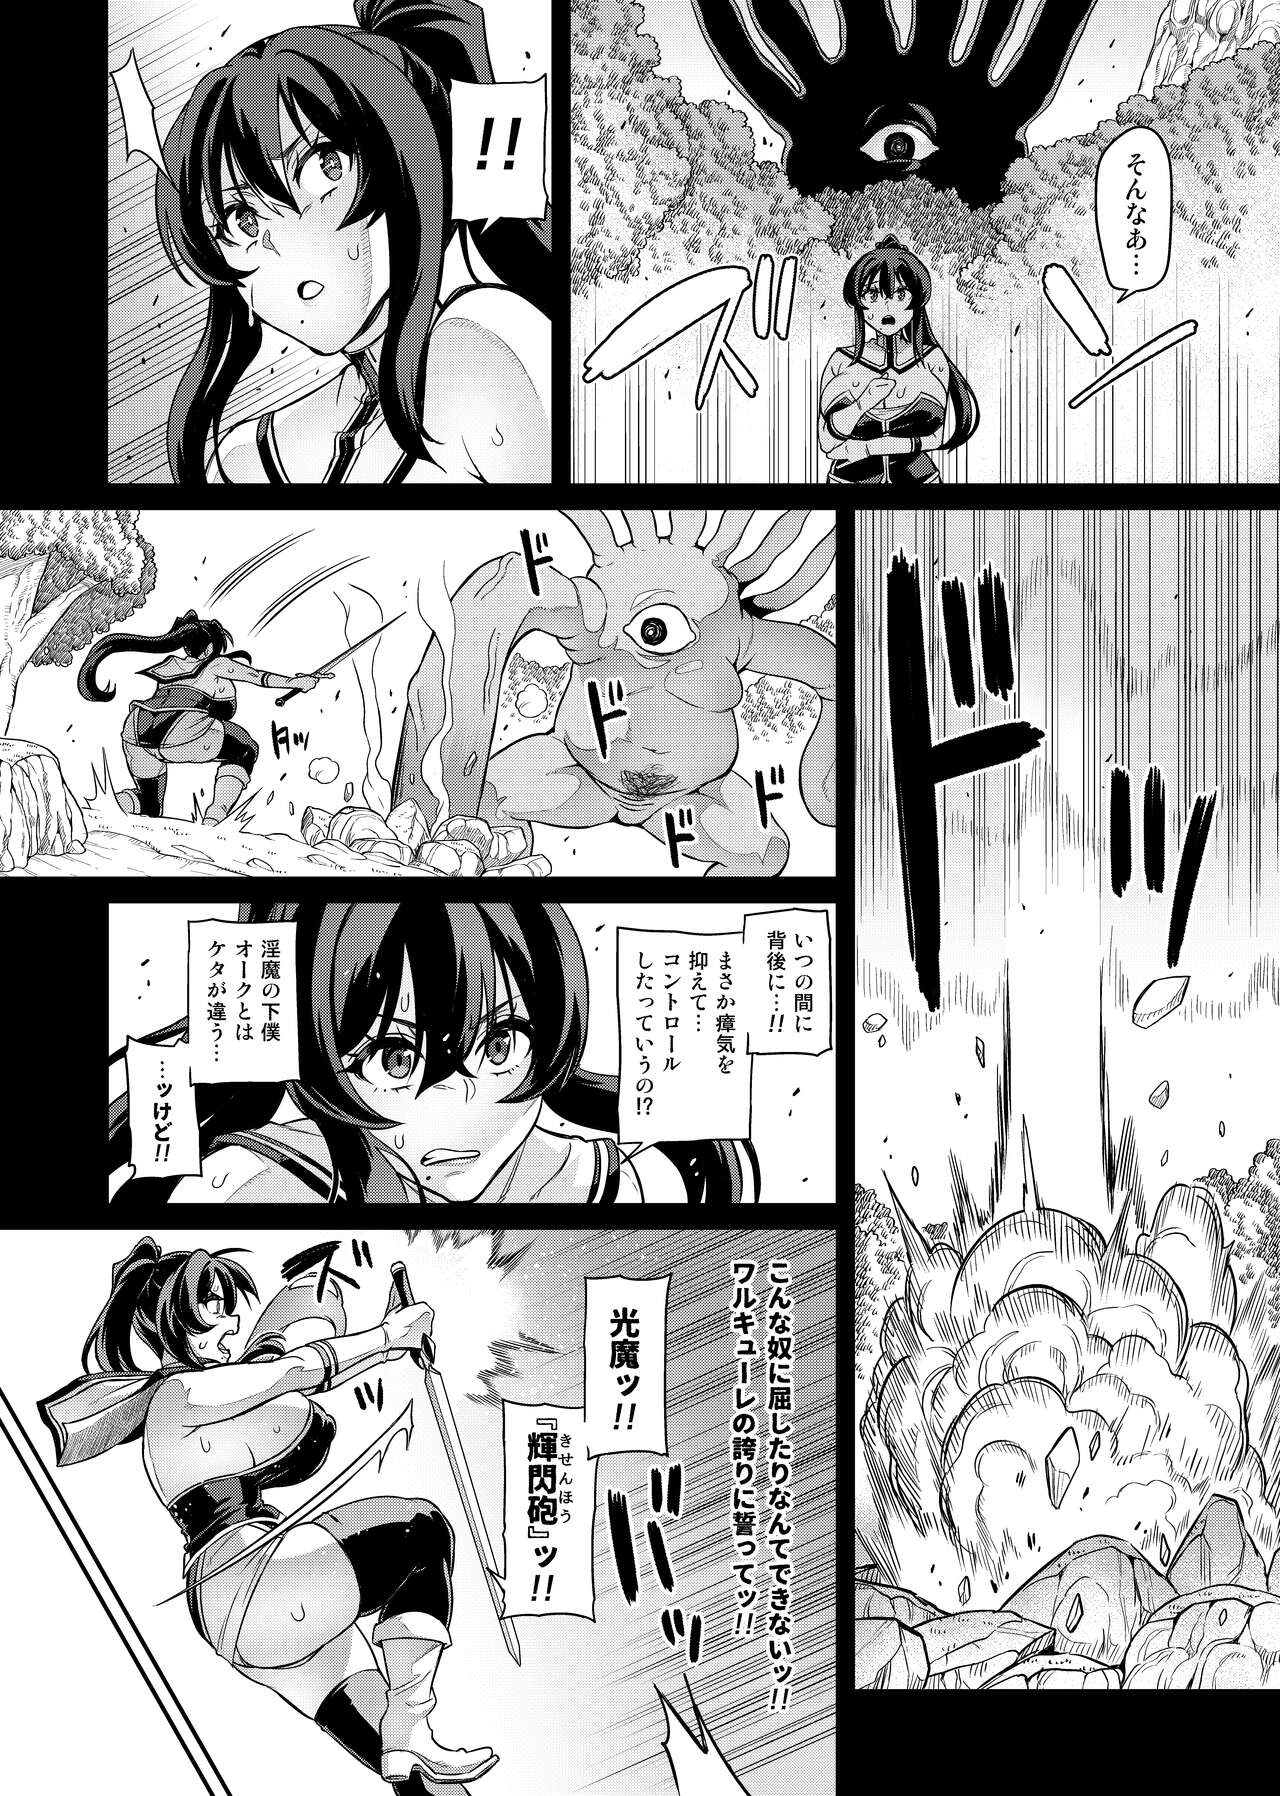 そんなぁ…
ズ
ン
!!
ドッ
ド
ド
ド
タッ
いつの間に
背後に…!!
まさか瘴気を
抑えて…
コントロール
したっていうの!?
淫魔の下僕
オークとは
ケタが違う…
…ッけど!!
こんな奴に屈したりなんてできないッ!!
ワルキューレの誇りに誓ってッ!!
光魔ッ!!
『輝閃砲』ッ!!
きせんほう
ズ
ズッ